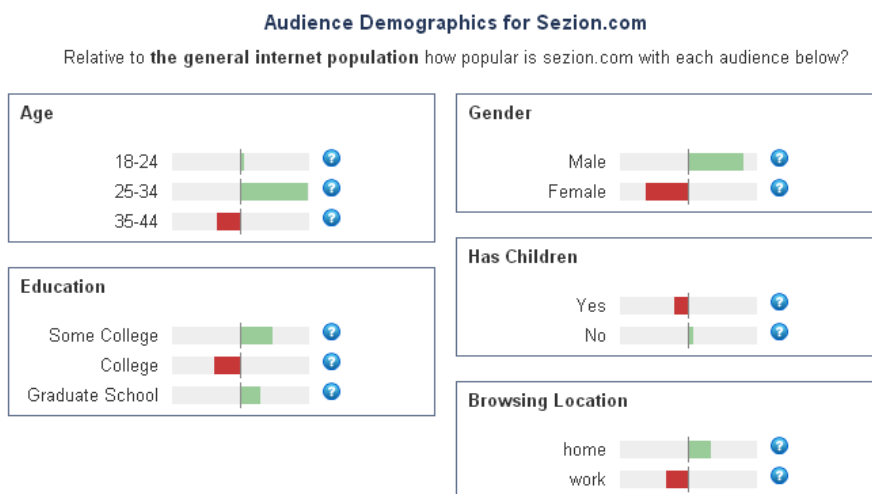 Audience Demographics for Sezion.com
Relative to the general internet population how popular is sezion.com with each audience below?
Age
18-24 ?
25-34 ?
35-44 ?
Education
Some College ?
College ?
Graduate School ?
Gender
Male ?
Female ?
Has Children
Yes ?
No ?
Browsing Location
home ?
work ?